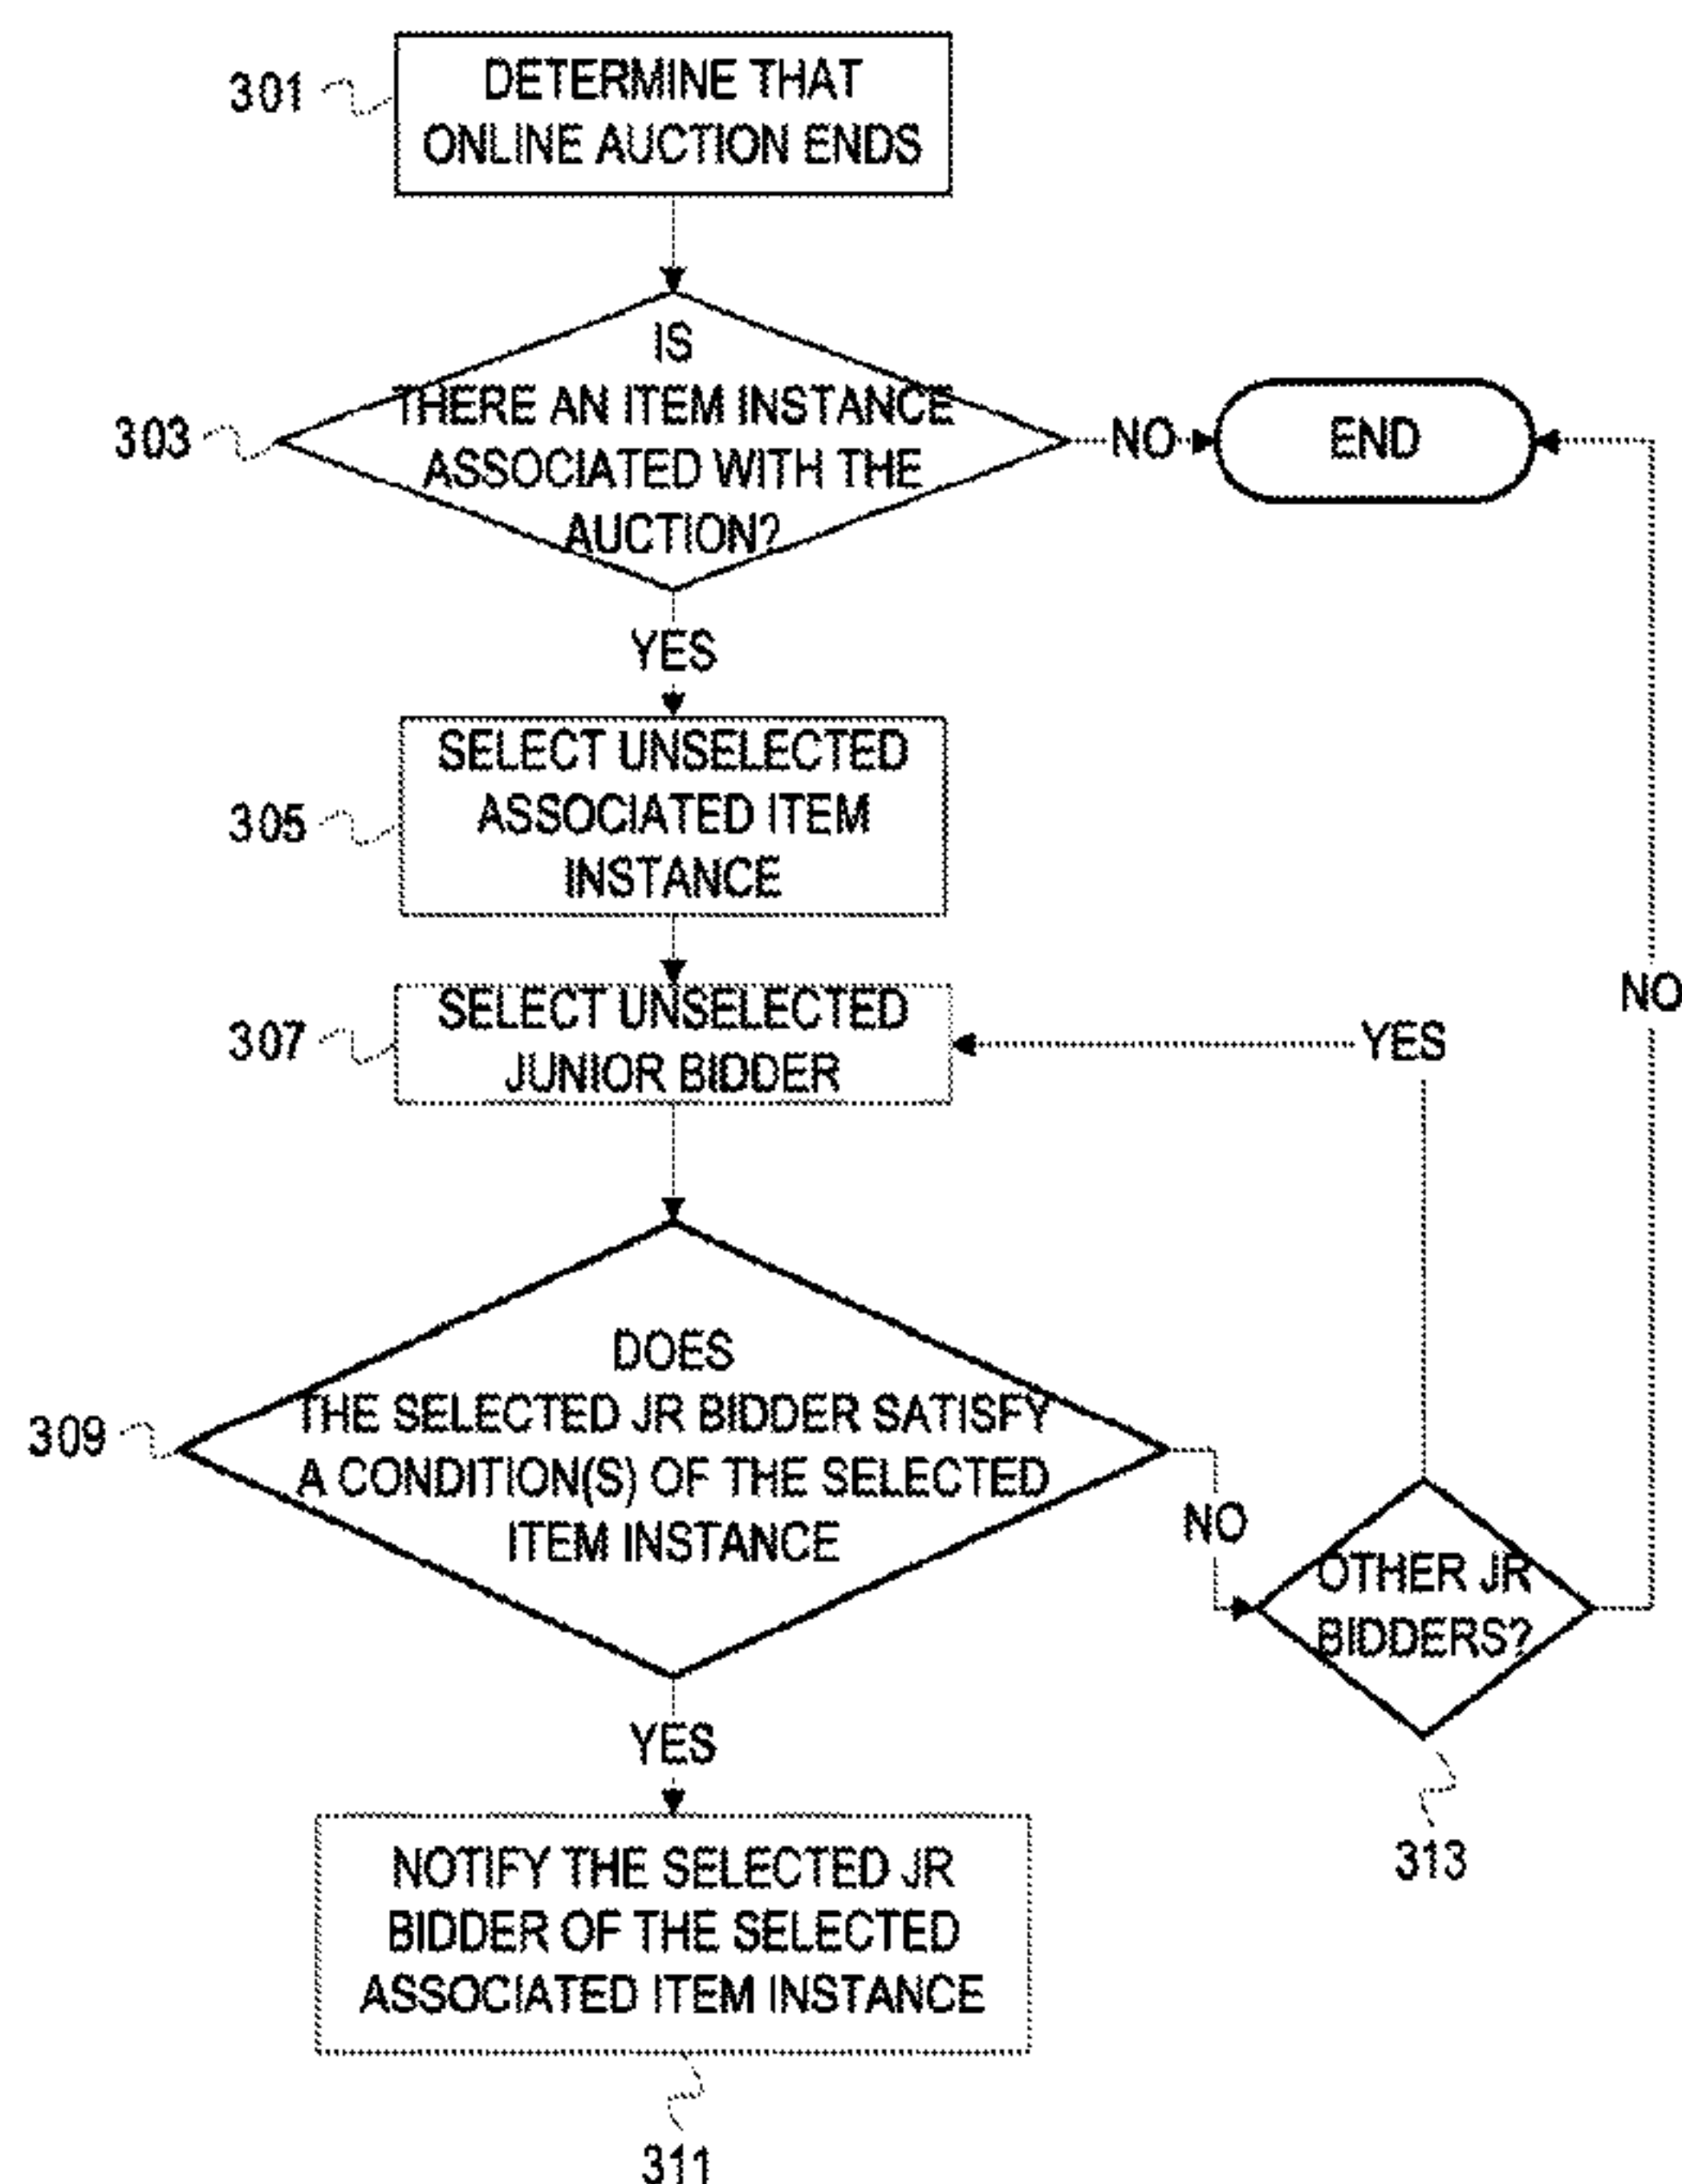 301
DETERMINE THAT
ONLINE AUCTION ENDS
303
IS
THERE AN ITEM INSTANCE
ASSOCIATED WITH THE
AUCTION?
NO
END
YES
305
SELECT UNSELECTED
ASSOCIATED ITEM
INSTANCE
307
SELECT UNSELECTED
JUNIOR BIDDER
YES
NO
309
DOES
THE SELECTED JR BIDDER SATISFY
A CONDITION(S) OF THE SELECTED
ITEM INSTANCE
NO
OTHER JR
BIDDERS?
313
YES
NOTIFY THE SELECTED JR
BIDDER OF THE SELECTED
ASSOCIATED ITEM INSTANCE
311